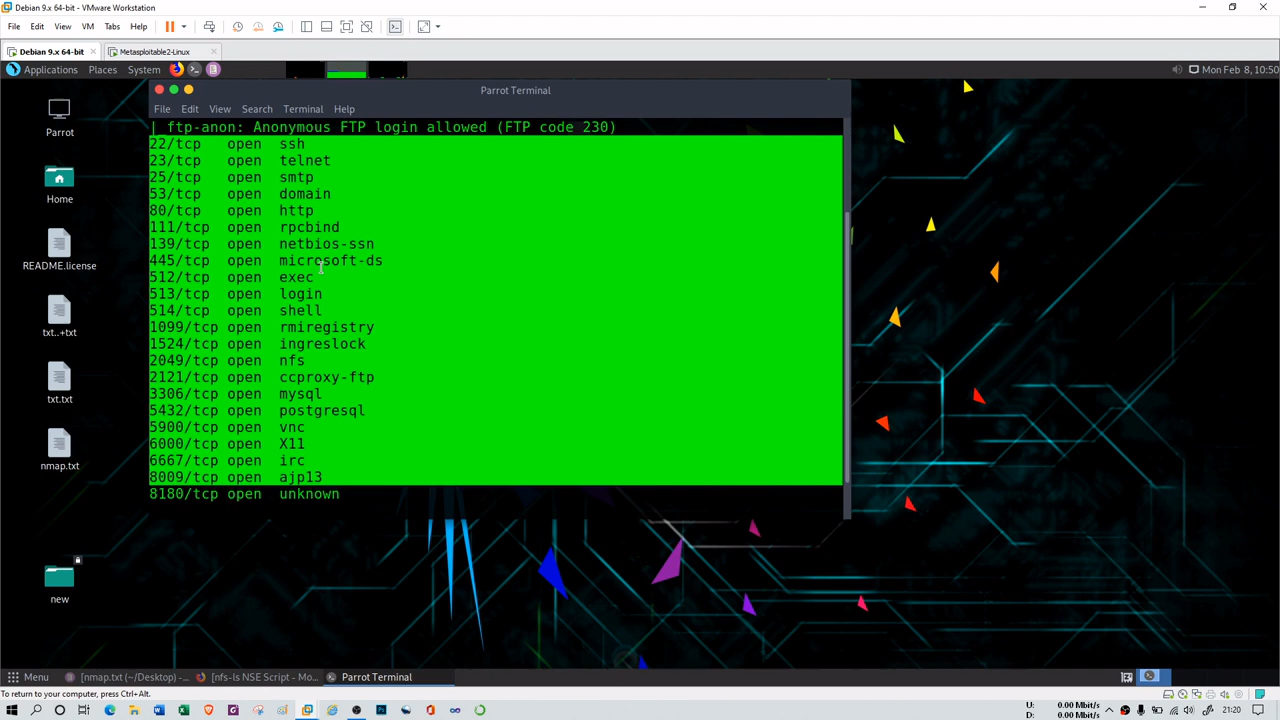 Debian 9.x 64-bit - VMware Workstation
File Edit View VM Tabs Help
Debian 9.x 64-bit Metasploitable2-Linux
Applications Places System Mon Feb 8, 10:50
Parrot Terminal
File Edit View Search Terminal Help
|_ftp-anon: Anonymous FTP login allowed (FTP code 230)
22/tcp open ssh
23/tcp open telnet
25/tcp open smtp
53/tcp open domain
80/tcp open http
111/tcp open rpcbind
139/tcp open netbios-ssn
445/tcp open microsoft-ds
512/tcp open exec
513/tcp open login
514/tcp open shell
1099/tcp open rmiregistry
1524/tcp open ingreslock
2049/tcp open nfs
2121/tcp open ccproxy-ftp
3306/tcp open mysql
5432/tcp open postgresql
5900/tcp open vnc
6000/tcp open X11
6667/tcp open irc
8009/tcp open ajp13
8180/tcp open unknown
Parrot
Home
README.license
txt..+txt
txt.txt
nmap.txt
new
Menu [nmap.txt (~/Desktop) -... [nfs-ls NSE Script - Mo... Parrot Terminal
To return to your computer, press Ctrl+Alt.
U: 0.00 Mbit/s
D: 0.00 Mbit/s
21:20